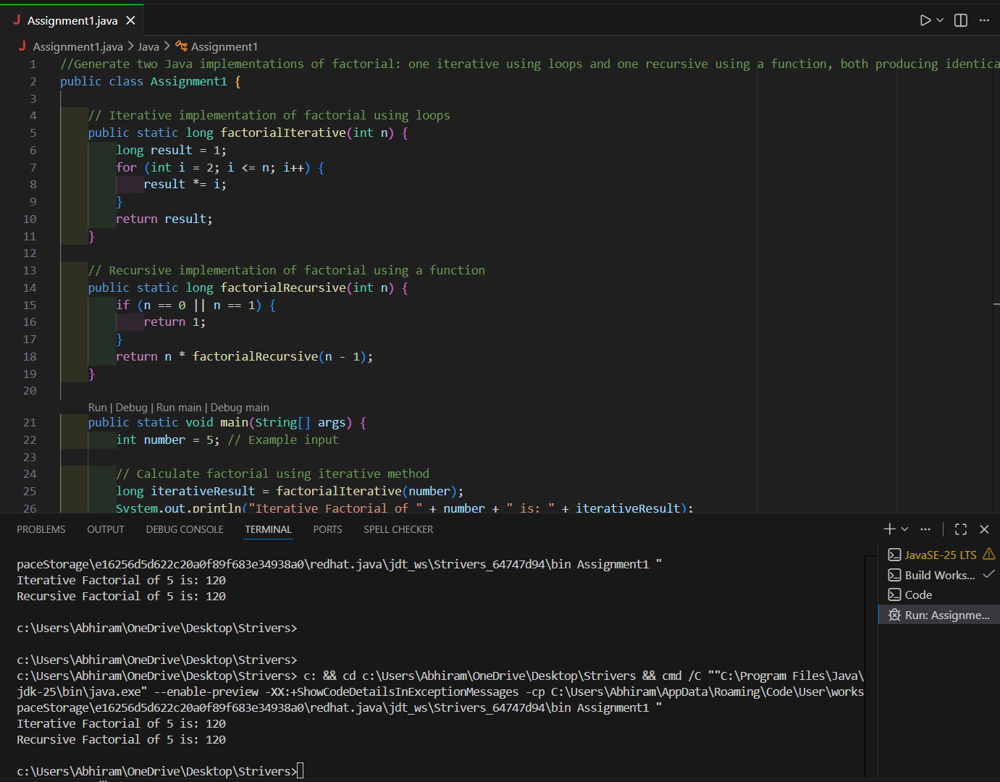 J Assignment1.java
J Assignment1.java > Java > Assignment1
1 //Generate two Java implementations of factorial: one iterative using loops and one recursive using a function, both producing identica
2 public class Assignment1 {
3
4 // Iterative implementation of factorial using loops
5 public static long factorialIterative(int n) {
6 long result = 1;
7 for (int i = 2; i <= n; i++) {
8 result *= i;
9 }
10 return result;
11 }
12
13 // Recursive implementation of factorial using a function
14 public static long factorialRecursive(int n) {
15 if (n == 0 || n == 1) {
16 return 1;
17 }
18 return n * factorialRecursive(n - 1);
19 }
20
Run | Debug | Run main | Debug main
21 public static void main(String[] args) {
22 int number = 5; // Example input
23
24 // Calculate factorial using iterative method
25 long iterativeResult = factorialIterative(number);
26 System.out.println("Iterative Factorial of " + number + " is: " + iterativeResult);
PROBLEMS OUTPUT DEBUG CONSOLE TERMINAL PORTS SPELL CHECKER
paceStorage\e16256d5d622c20a0f89f683e34938a0\redhat.java\jdt_ws\Strivers_64747d94\bin Assignment1 "
Iterative Factorial of 5 is: 120
Recursive Factorial of 5 is: 120
c:\Users\Abhiram\OneDrive\Desktop\Strivers>
c:\Users\Abhiram\OneDrive\Desktop\Strivers>
c:\Users\Abhiram\OneDrive\Desktop\Strivers> c: && cd c:\Users\Abhiram\OneDrive\Desktop\Strivers && cmd /C ""C:\Program Files\Java\
jdk-25\bin\java.exe" --enable-preview -XX:+ShowCodeDetailsInExceptionMessages -cp C:\Users\Abhiram\AppData\Roaming\Code\User\works
paceStorage\e16256d5d622c20a0f89f683e34938a0\redhat.java\jdt_ws\Strivers_64747d94\bin Assignment1 "
Iterative Factorial of 5 is: 120
Recursive Factorial of 5 is: 120
c:\Users\Abhiram\OneDrive\Desktop\Strivers>
JavaSE-25 LTS
Build Works...
Code
Run: Assignme...